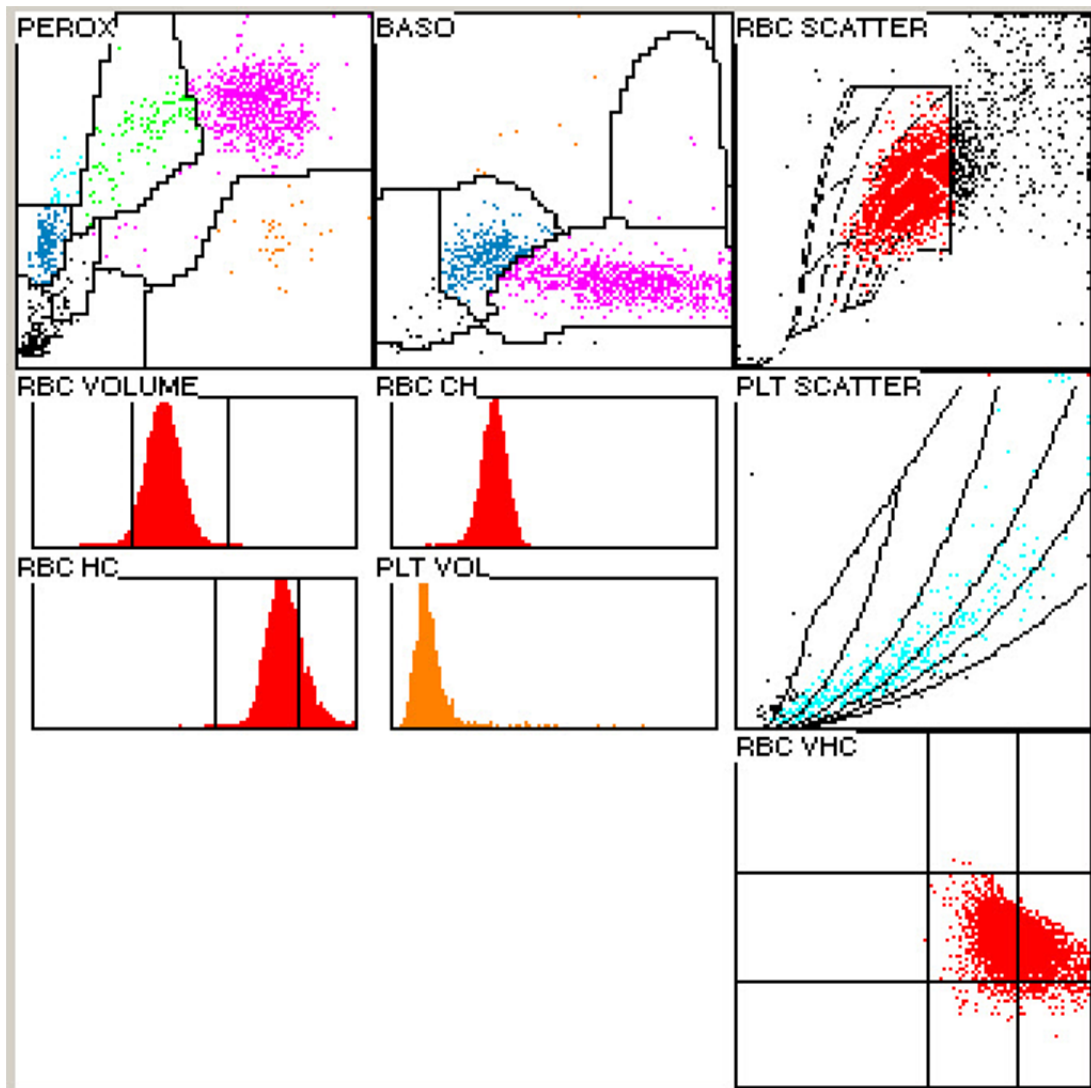 PEROX
BASO
RBC SCATTER
RBC VOLUME
RBC CH
PLT SCATTER
RBC HC
PLT VOL
RBC VHC